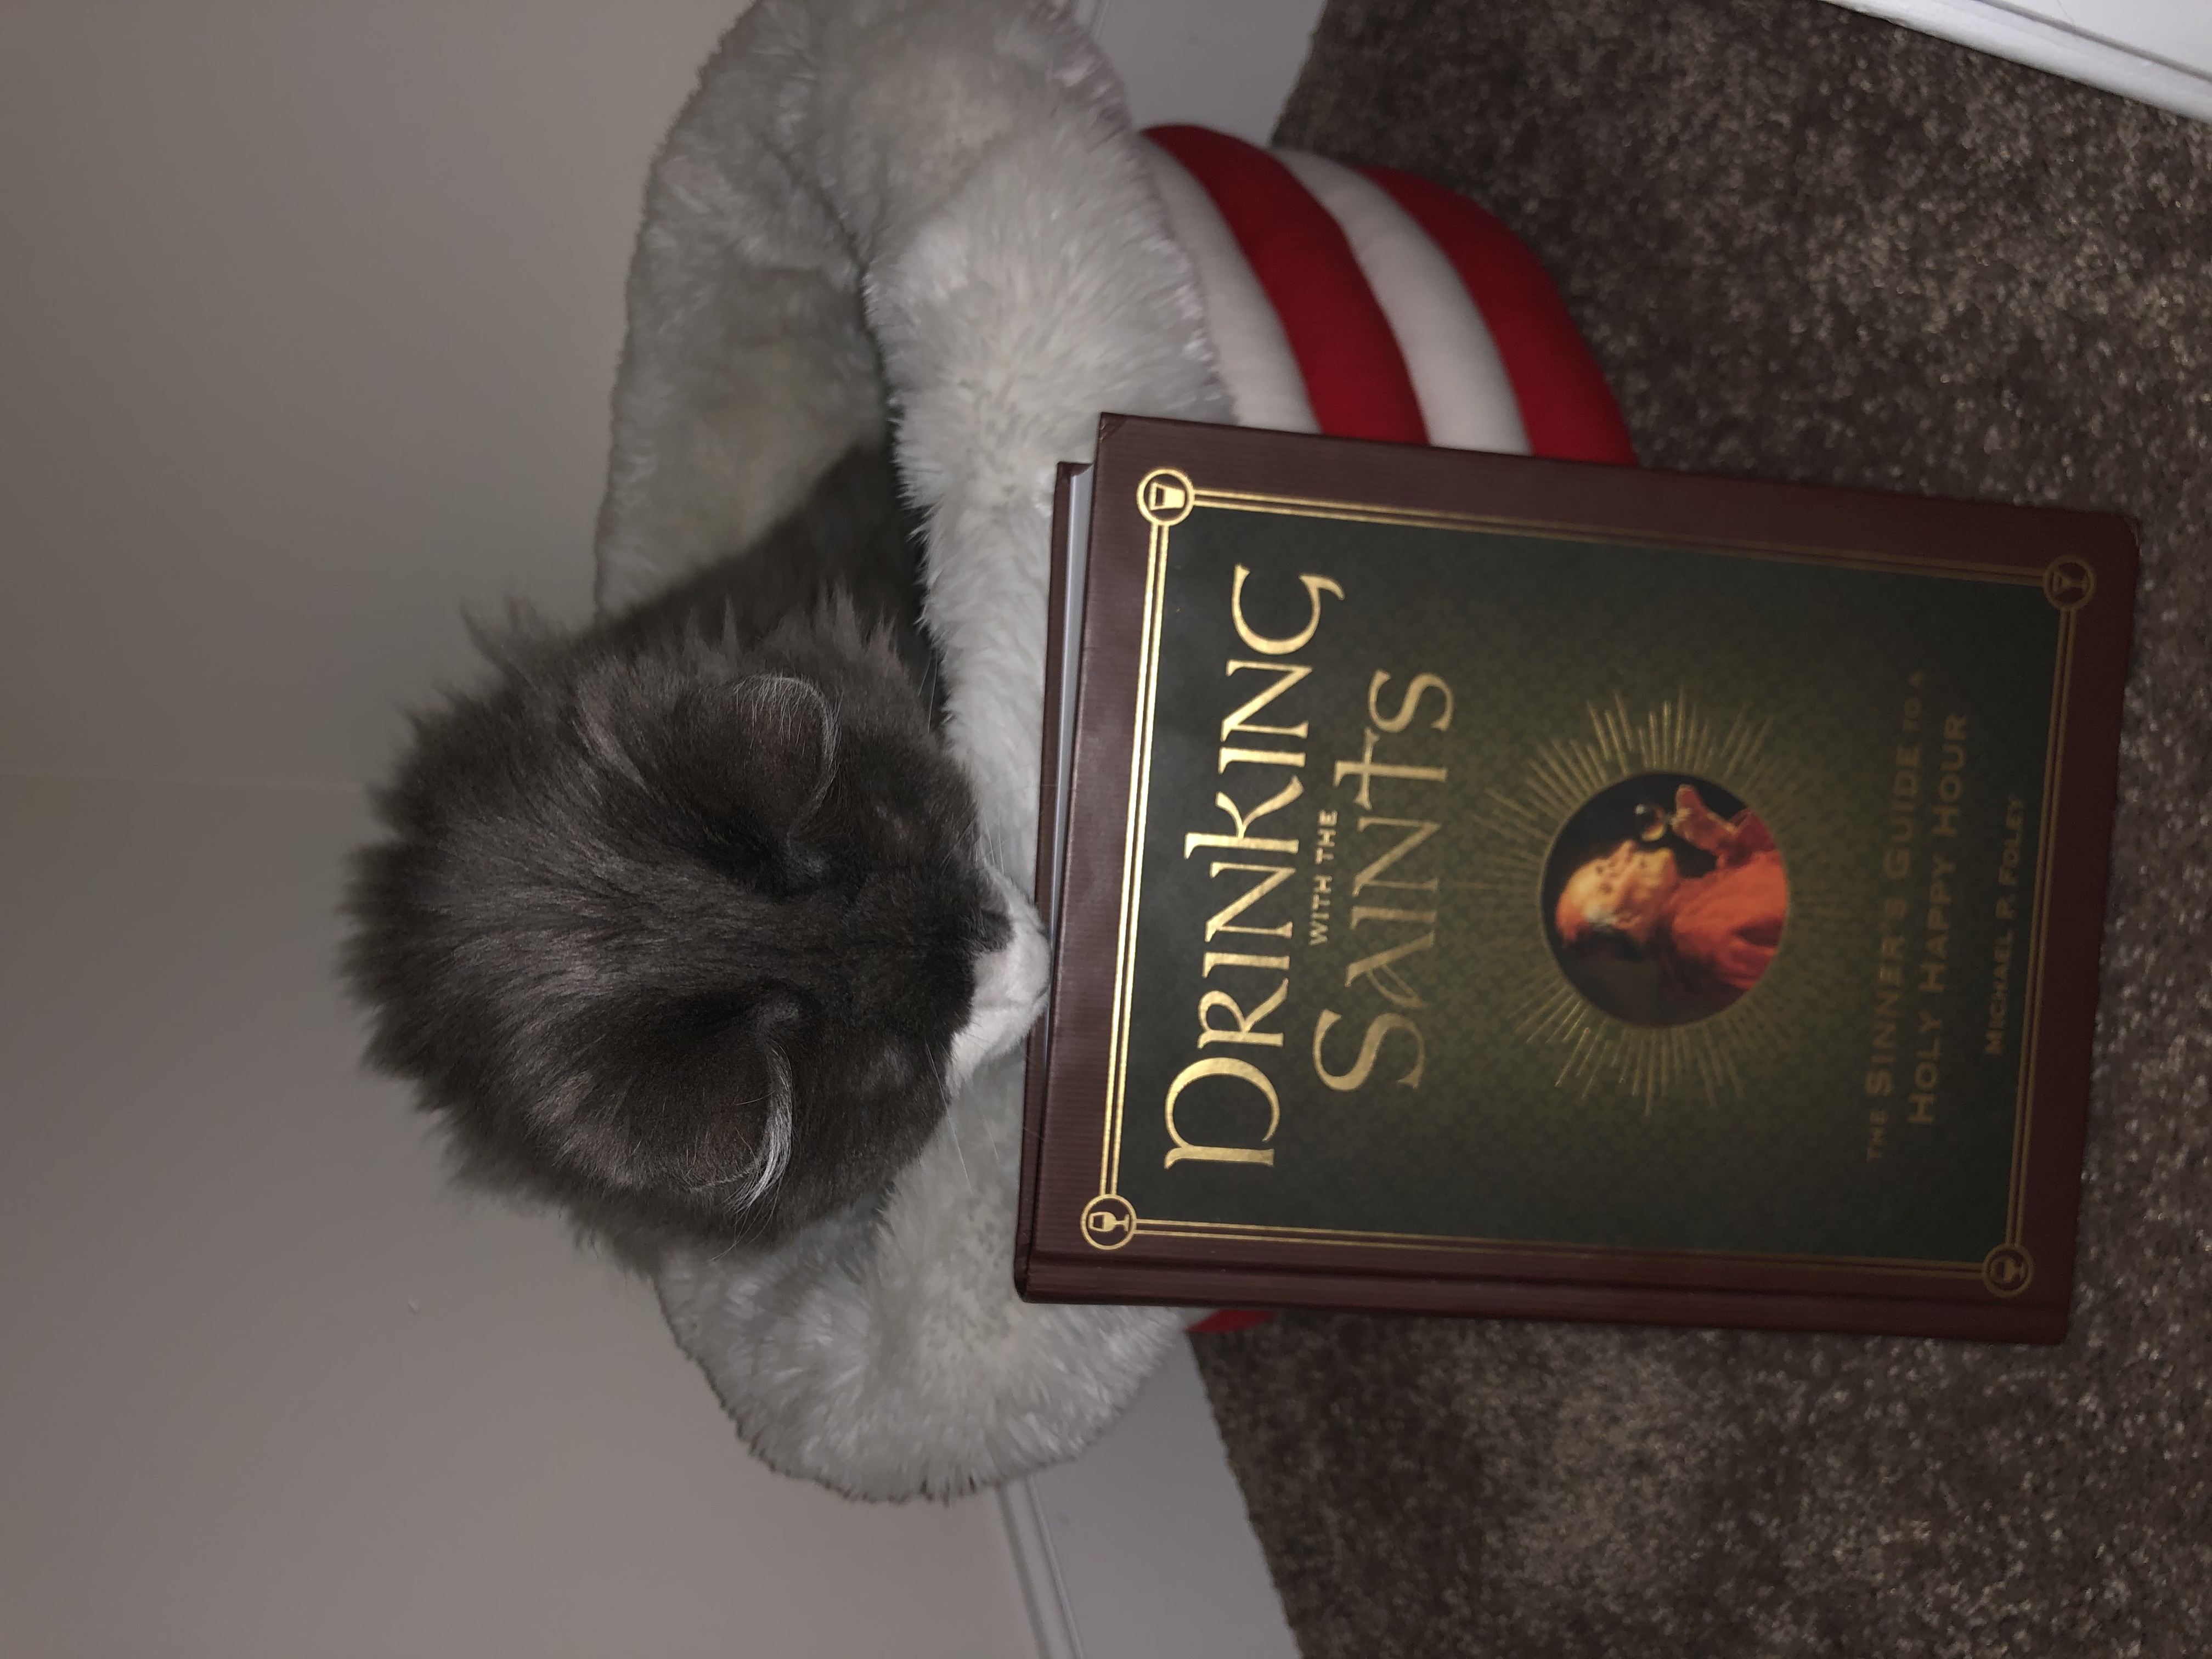 DRINKING
WITH THE
SAINTS
THE SINNER'S GUIDE TO A
HOLY HAPPY HOUR
MICHAEL P. FOLEY